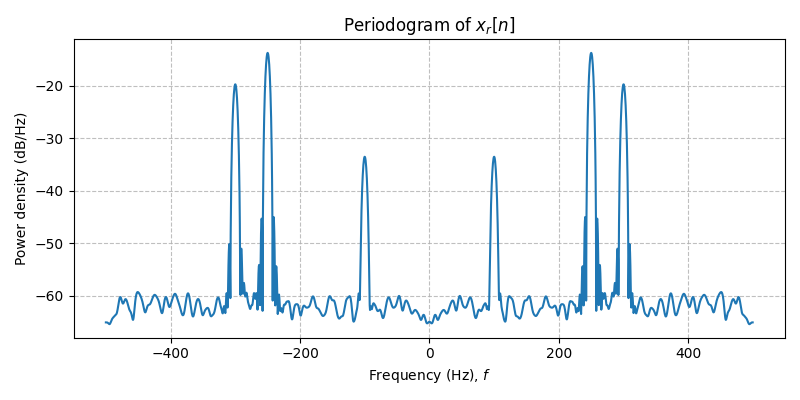 Periodogram of x_r[n]
Power density (dB/Hz)
−20
−30
−40
−50
−60
−400 −200 0 200 400
Frequency (Hz), f